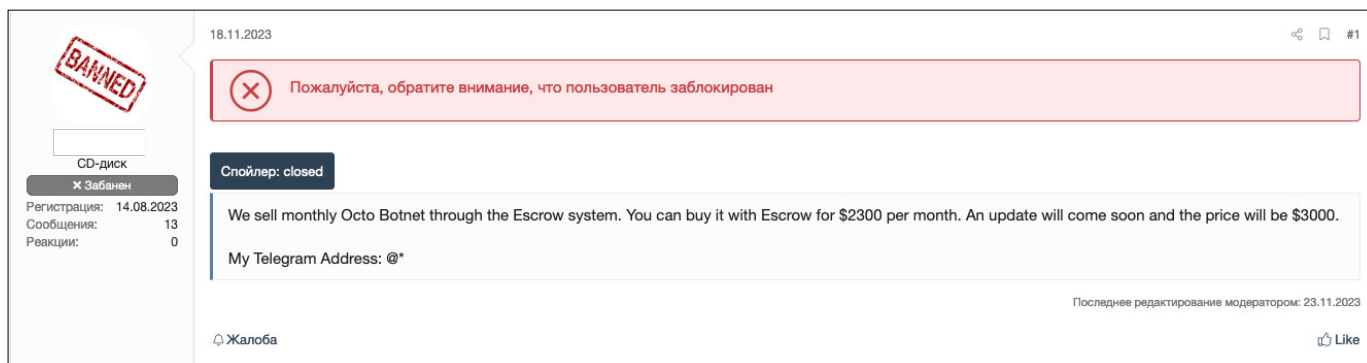 18.11.2023
#1
BANNED
Пожалуйста, обратите внимание, что пользователь заблокирован
CD-диск
× Забанен
Регистрация: 14.08.2023
Сообщения: 13
Реакции: 0
Спойлер: closed
We sell monthly Octo Botnet through the Escrow system. You can buy it with Escrow for $2300 per month. An update will come soon and the price will be $3000.
My Telegram Address: @*
Последнее редактирование модератором: 23.11.2023
Жалоба
Like